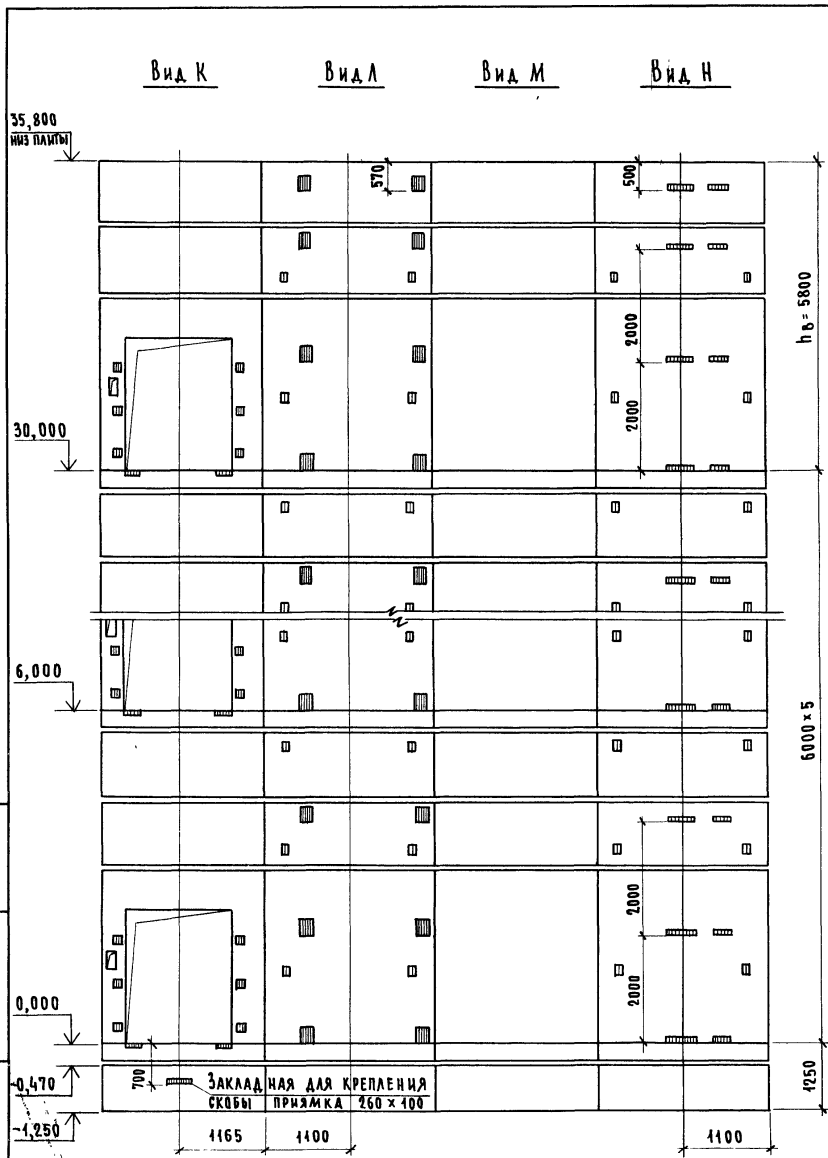 Вид К
Вид Л
Вид М
Вид Н
35,800
НИЗ ПЛИТЫ
570
500
2000
hв = 5800
2000
30,000
6,000
6000 x 5
2000
2000
0,000
-0,470
700
ЗАКЛАДНАЯ ДЛЯ КРЕПЛЕНИЯ
СКОБЫ ПРИЯМКА 260 x 100
1250
-1,250
1165
1100
1100